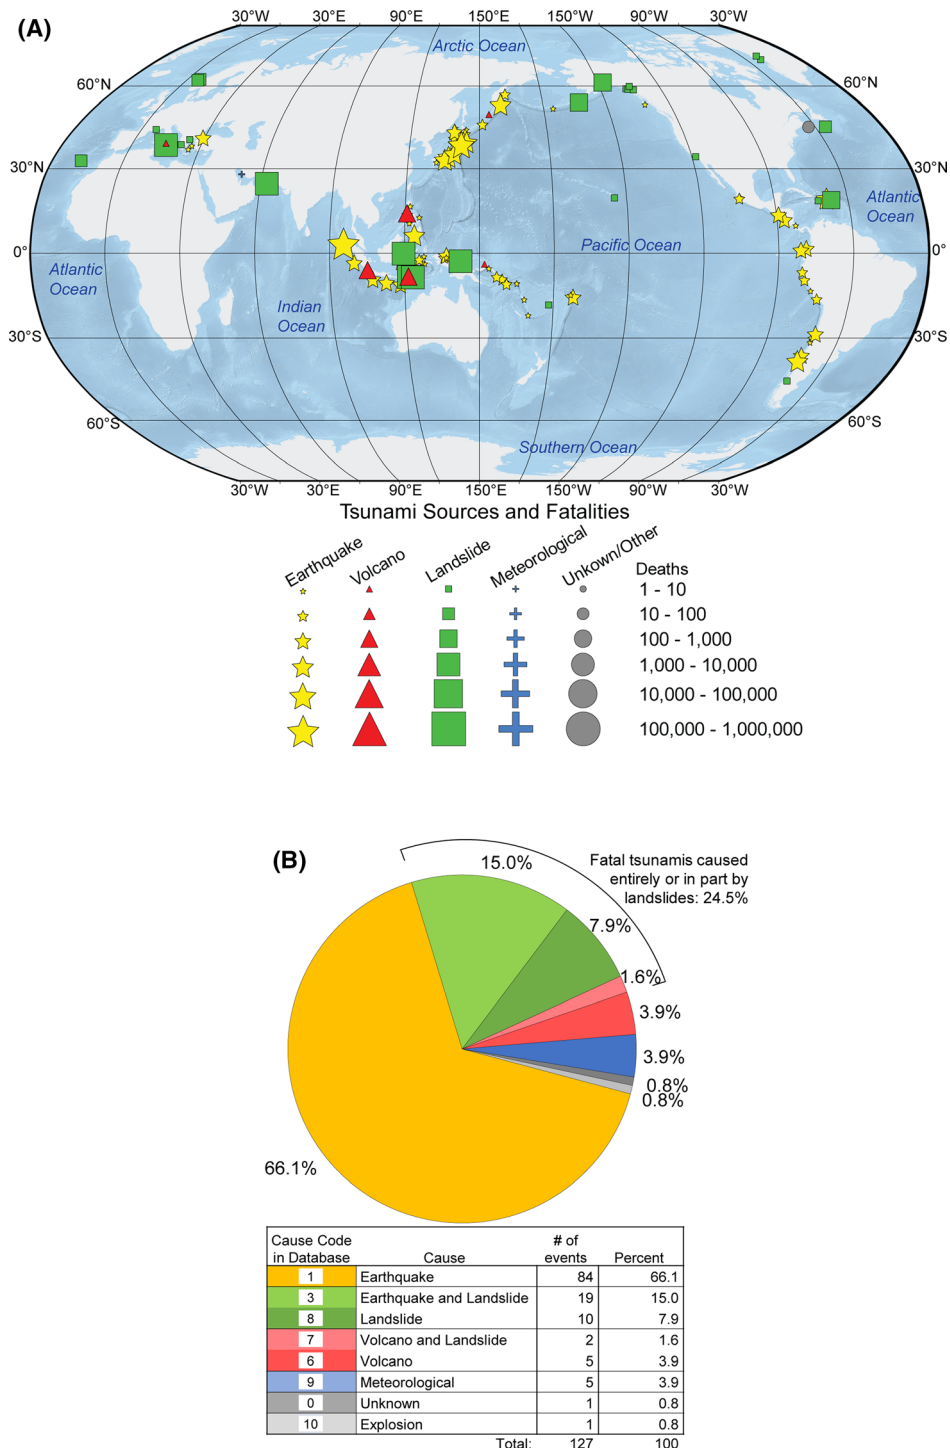 (A)
30°W 30°E 90°E 150°E 150°W 90°W 30°W
Arctic Ocean
60°N 60°N
30°N 30°N
Atlantic
Ocean
Pacific Ocean
0° 0°
Atlantic
Ocean
Indian
Ocean
30°S 30°S
60°S 60°S
Southern Ocean
30°W 30°E 90°E 150°E 150°W 90°W 30°W
Tsunami Sources and Fatalities
Earthquake Volcano Landslide Meteorological Unkown/Other Deaths
1 - 10
10 - 100
100 - 1,000
1,000 - 10,000
10,000 - 100,000
100,000 - 1,000,000
(B)
15.0%
Fatal tsunamis caused
entirely or in part by
landslides: 24.5%
7.9%
1.6%
3.9%
3.9%
0.8%
0.8%
66.1%
Cause Code
in Database Cause # of
events Percent
1 Earthquake 84 66.1
3 Earthquake and Landslide 19 15.0
8 Landslide 10 7.9
7 Volcano and Landslide 2 1.6
6 Volcano 5 3.9
9 Meteorological 5 3.9
0 Unknown 1 0.8
10 Explosion 1 0.8
Total: 127 100